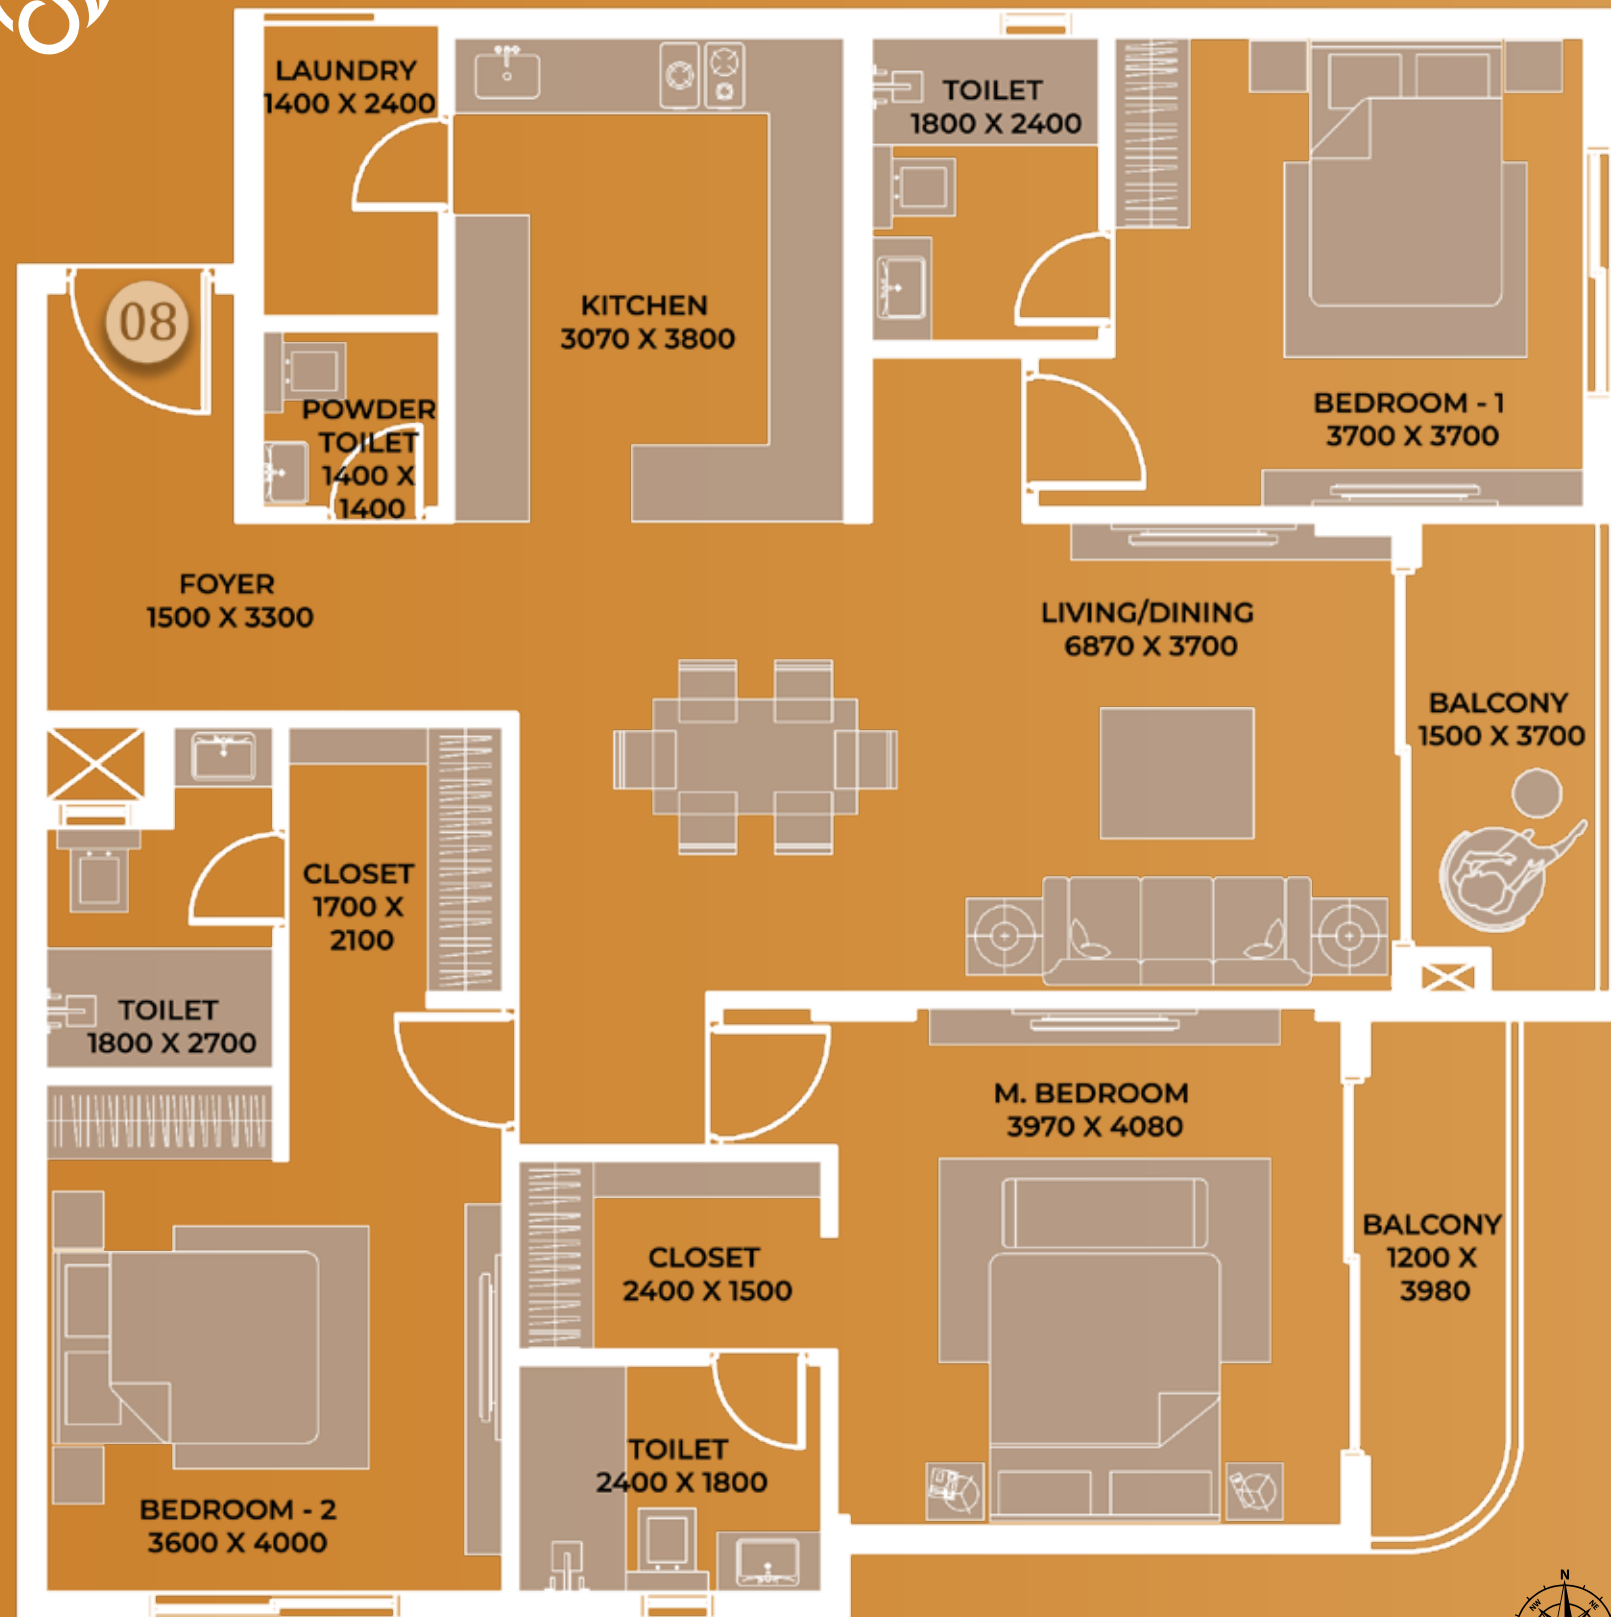 LAUNDRY
1400 X 2400
TOILET
1800 X 2400
KITCHEN
3070 X 3800
08
POWDER
TOILET
1400 X
1400
BEDROOM - 1
3700 X 3700
FOYER
1500 X 3300
LIVING/DINING
6870 X 3700
BALCONY
1500 X 3700
CLOSET
1700 X
2100
TOILET
1800 X 2700
M. BEDROOM
3970 X 4080
BALCONY
1200 X
3980
CLOSET
2400 X 1500
TOILET
2400 X 1800
BEDROOM - 2
3600 X 4000
N
NW
NE